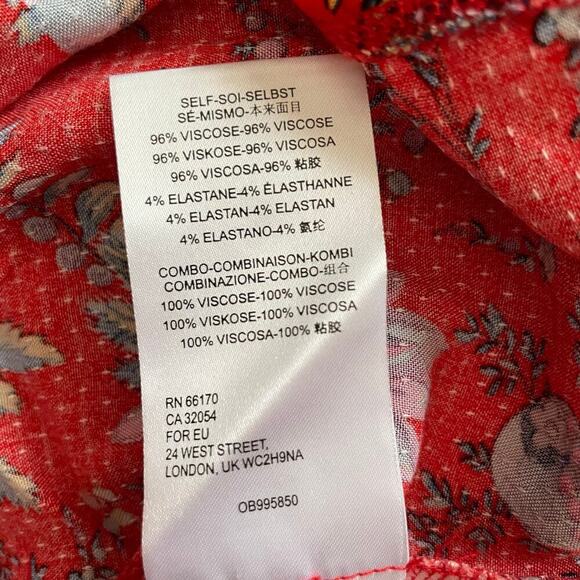 SELF-SOI-SELBST
SÉ-MISMO-本来面目
96% VISCOSE-96% VISCOSE
96% VISKOSE-96% VISCOSA
96% VISCOSA-96% 粘胶
4% ELASTANE-4% ÉLASTHANNE
4% ELASTAN-4% ELASTAN
4% ELASTANO-4% 氨纶
COMBO-COMBINAISON-KOMBI
COMBINAZIONE-COMBO-组合
100% VISCOSE-100% VISCOSE
100% VISKOSE-100% VISCOSA
100% VISCOSA-100% 粘胶
RN 66170
CA 32054
FOR EU
24 WEST STREET,
LONDON, UK WC2H9NA
OB995850